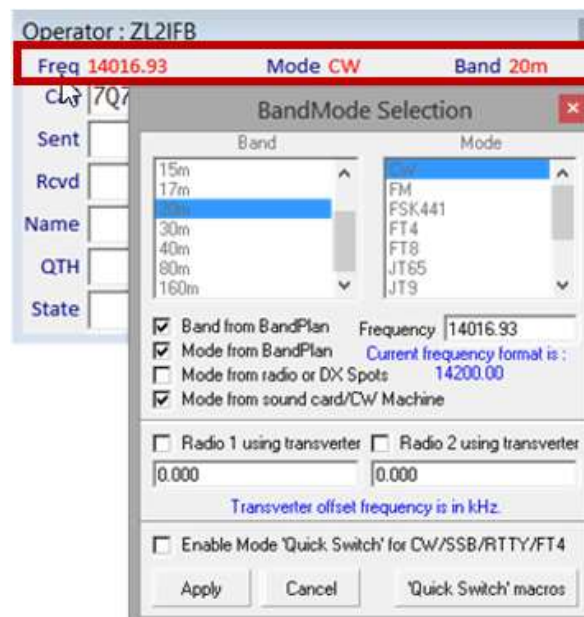 Operator : ZL2IFB
Freq 14016.93 Mode CW Band 20m
7Q7
BandMode Selection
Sent
Band Mode
15m CW
17m FM
Rcvd
20m FSK441
30m FT4
Name
40m FT8
80m JT65
QTH
160m JT9
State
Band from BandPlan Frequency 14016.93
Mode from BandPlan Current frequency format is :
Mode from radio or DX Spots 14200.00
Mode from sound card/CW Machine
Radio 1 using transverter Radio 2 using transverter
0.000 0.000
Transverter offset frequency is in kHz.
Enable Mode 'Quick Switch' for CW/SSB/RTTY/FT4
Apply Cancel 'Quick Switch' macros